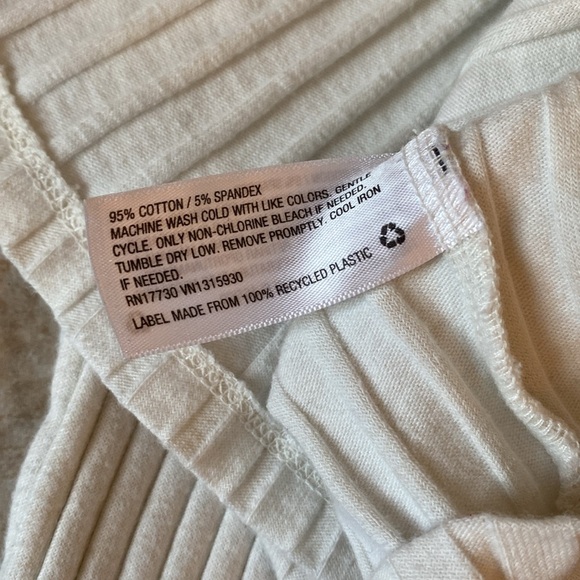 95% COTTON / 5% SPANDEX
MACHINE WASH COLD WITH LIKE COLORS. GENTLE
CYCLE. ONLY NON-CHLORINE BLEACH IF NEEDED.
TUMBLE DRY LOW. REMOVE PROMPTLY. COOL IRON
IF NEEDED.
RN17730 VN1315930
LABEL MADE FROM 100% RECYCLED PLASTIC